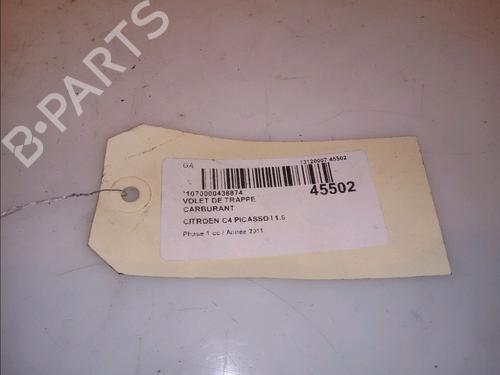 B-PARTS
GA 13120007 45502
*1070000438874 45502
VOLET DE TRAPPE
CARBURANT
CITROEN C4 PICASSO I 1.6
Phase 1 cc / Année 2011